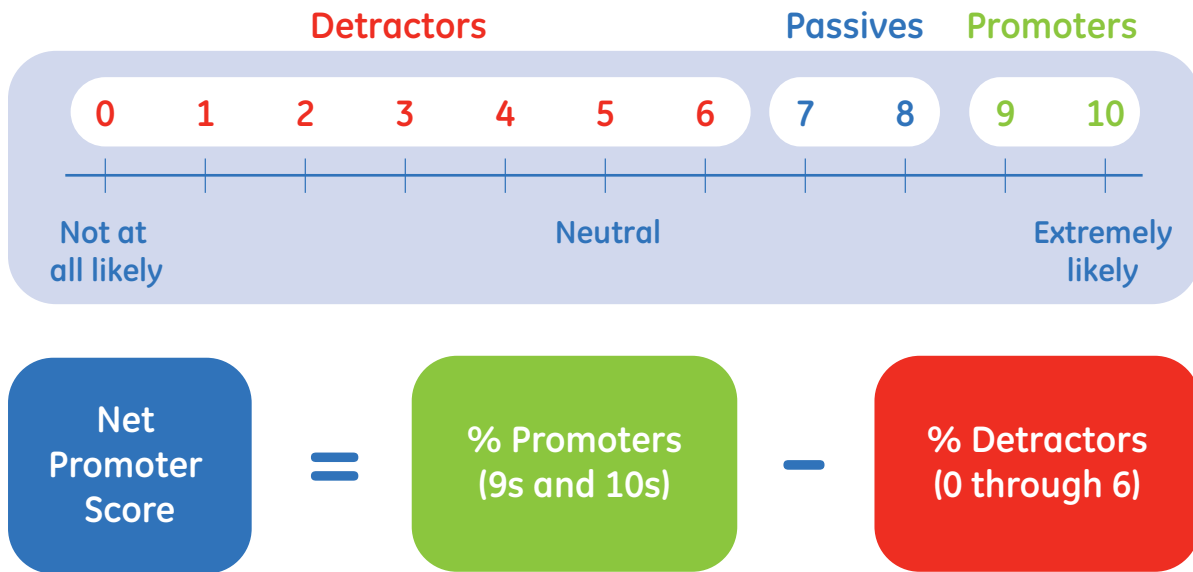 Detractors Passives Promoters
0 1 2 3 4 5 6 7 8 9 10
Not at
all likely
Neutral
Extremely
likely
Net
Promoter
Score
=
% Promoters
(9s and 10s)
–
% Detractors
(0 through 6)